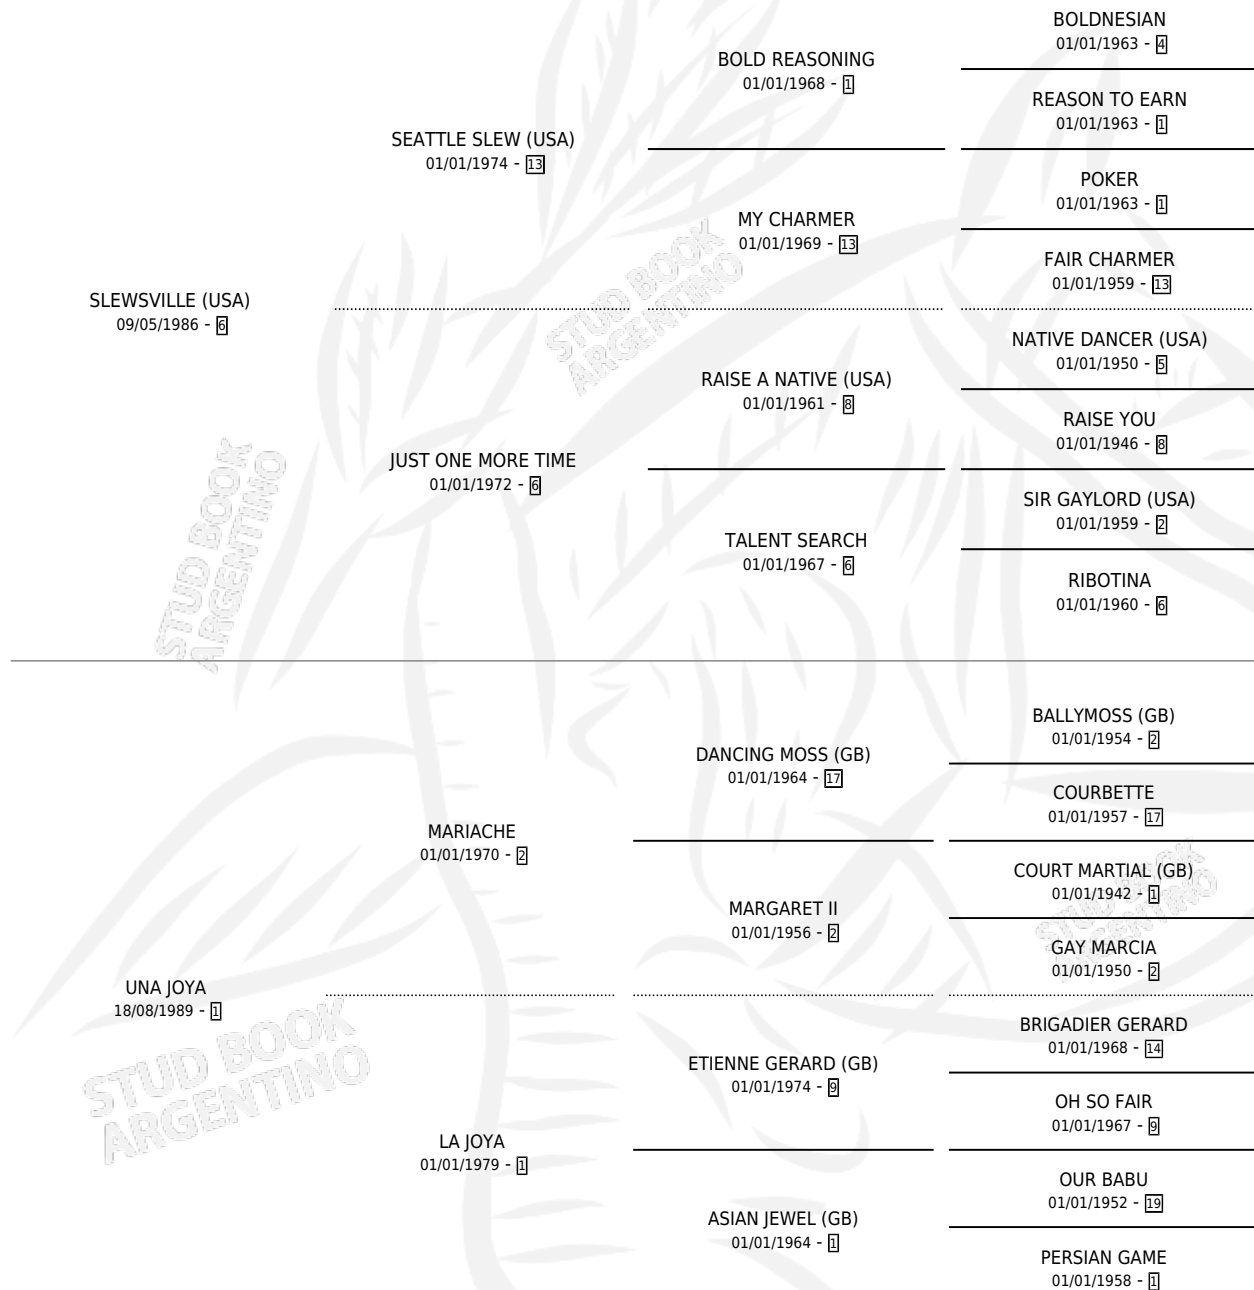 SLEWSVILLE (USA)
09/05/1986 - 6
SEATTLE SLEW (USA)
01/01/1974 - 13
BOLD REASONING
01/01/1968 - 1
BOLDNESIAN
01/01/1963 - 4
REASON TO EARN
01/01/1963 - 1
MY CHARMER
01/01/1969 - 13
POKER
01/01/1963 - 1
FAIR CHARMER
01/01/1959 - 13
JUST ONE MORE TIME
01/01/1972 - 6
RAISE A NATIVE (USA)
01/01/1961 - 8
NATIVE DANCER (USA)
01/01/1950 - 5
RAISE YOU
01/01/1946 - 8
TALENT SEARCH
01/01/1967 - 6
SIR GAYLORD (USA)
01/01/1959 - 2
RIBOTINA
01/01/1960 - 6
UNA JOYA
18/08/1989 - 1
MARIACHE
01/01/1970 - 2
DANCING MOSS (GB)
01/01/1964 - 17
BALLYMOSS (GB)
01/01/1954 - 2
COURBETTE
01/01/1957 - 17
MARGARET II
01/01/1956 - 2
COURT MARTIAL (GB)
01/01/1942 - 1
GAY MARCIA
01/01/1950 - 2
LA JOYA
01/01/1979 - 1
ETIENNE GERARD (GB)
01/01/1974 - 9
BRIGADIER GERARD
01/01/1968 - 14
OH SO FAIR
01/01/1967 - 9
ASIAN JEWEL (GB)
01/01/1964 - 1
OUR BABU
01/01/1952 - 19
PERSIAN GAME
01/01/1958 - 1
STUD BOOK
ARGENTINO
STUD BOOK
ARGENTINO
STUD BOOK
ARGENTINO
STUD BOOK
ARGENTINO